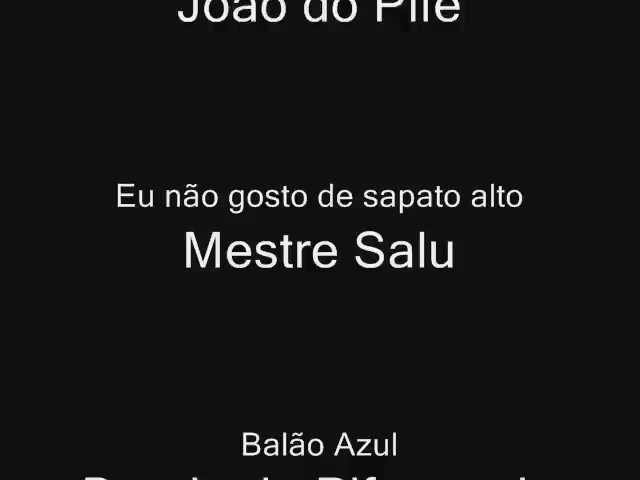 João do Pife
Eu não gosto de sapato alto
Mestre Salu
Balão Azul